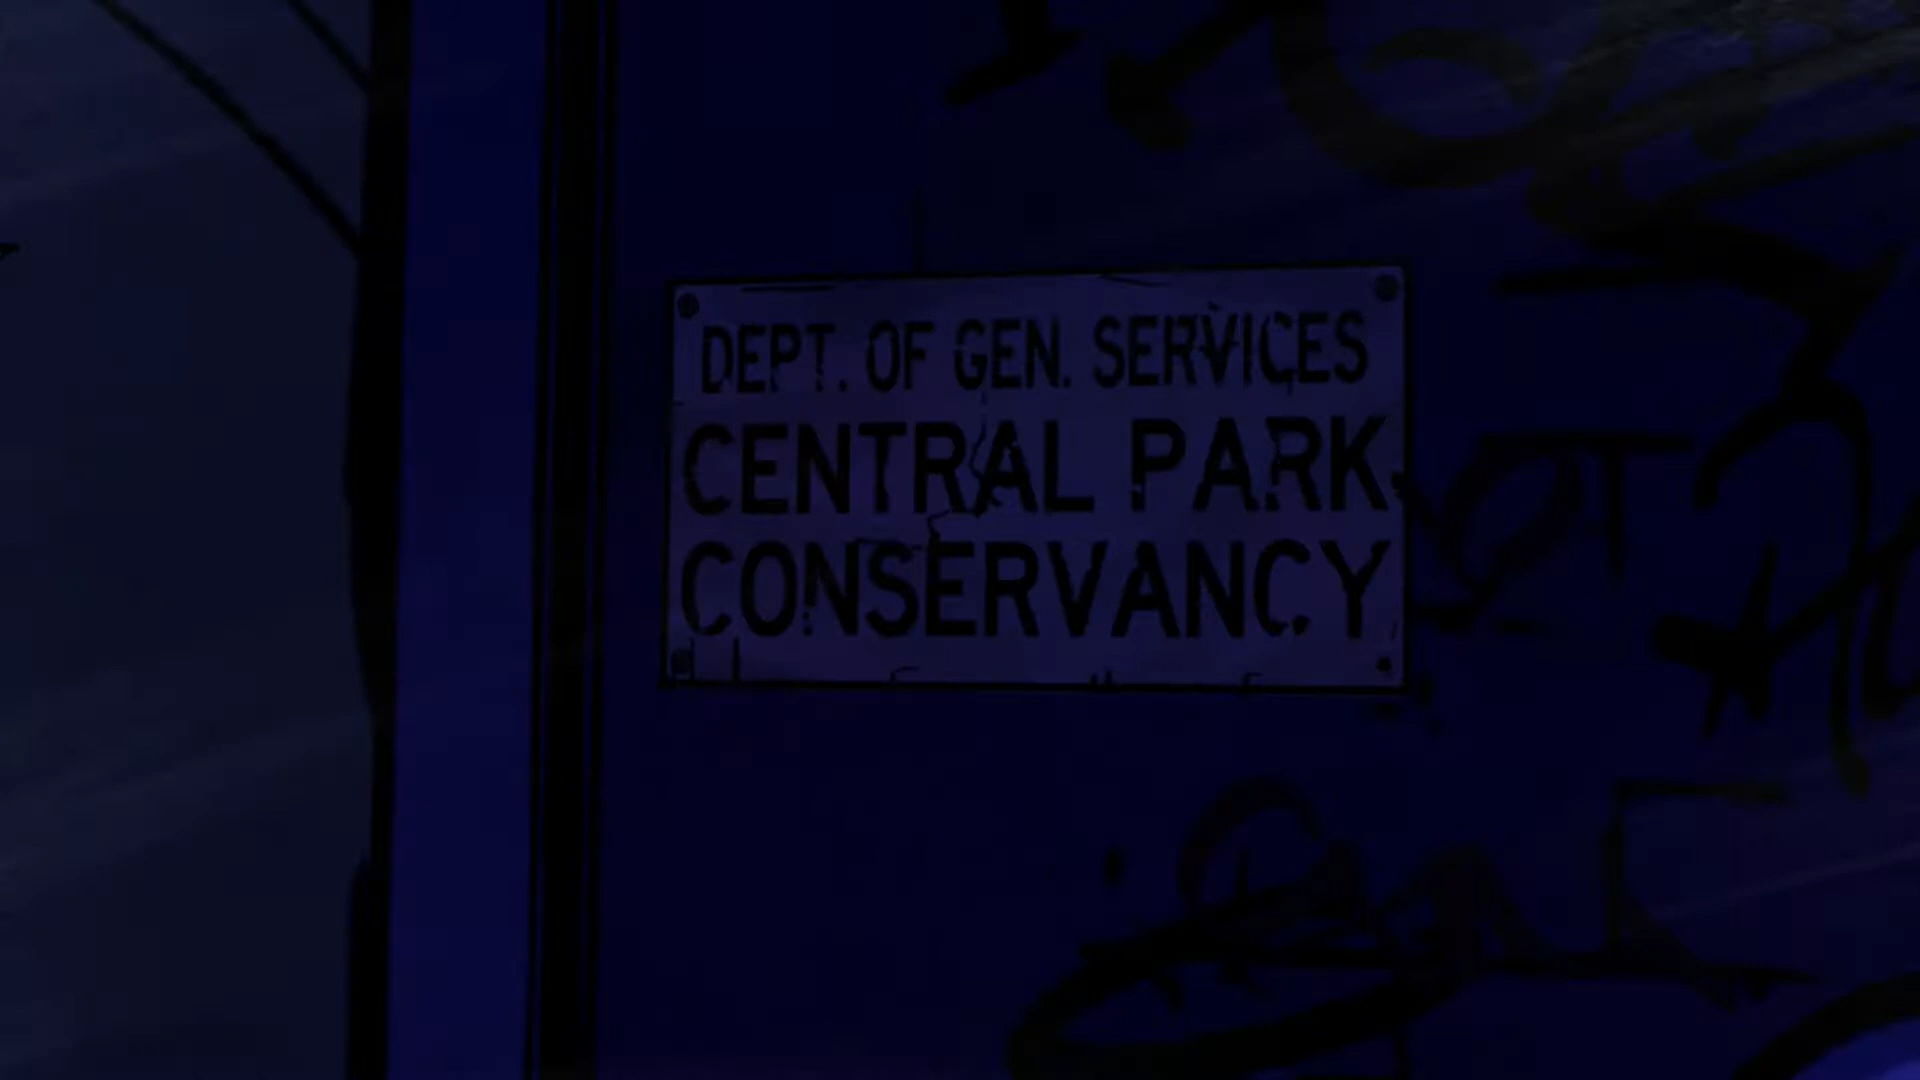 DEPT. OF GEN. SERVICES
CENTRAL PARK
CONSERVANCY